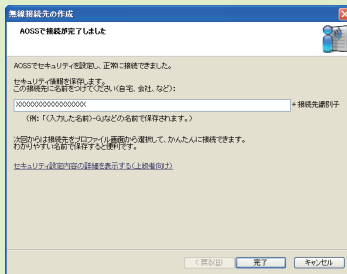 無線接続先の作成
AOSSで接続が完了しました
AOSSでセキュリティを設定し、正常に接続できました。
セキュリティ情報を保存します。
この接続先に名前をつけてください(自宅、会社、など):
XXXXXXXXXXXXXXXXX
+ 接続先識別子
(例:「(入力した名前)-G」などの名前で保存されます。)
次回からは接続先をプロファイル画面から選択して、かんたんに接続できます。
わかりやすい名前で保存すると便利です。
セキュリティ設定内容の詳細を表示する(上級者向け)
< 戻る(B)
完了
キャンセル